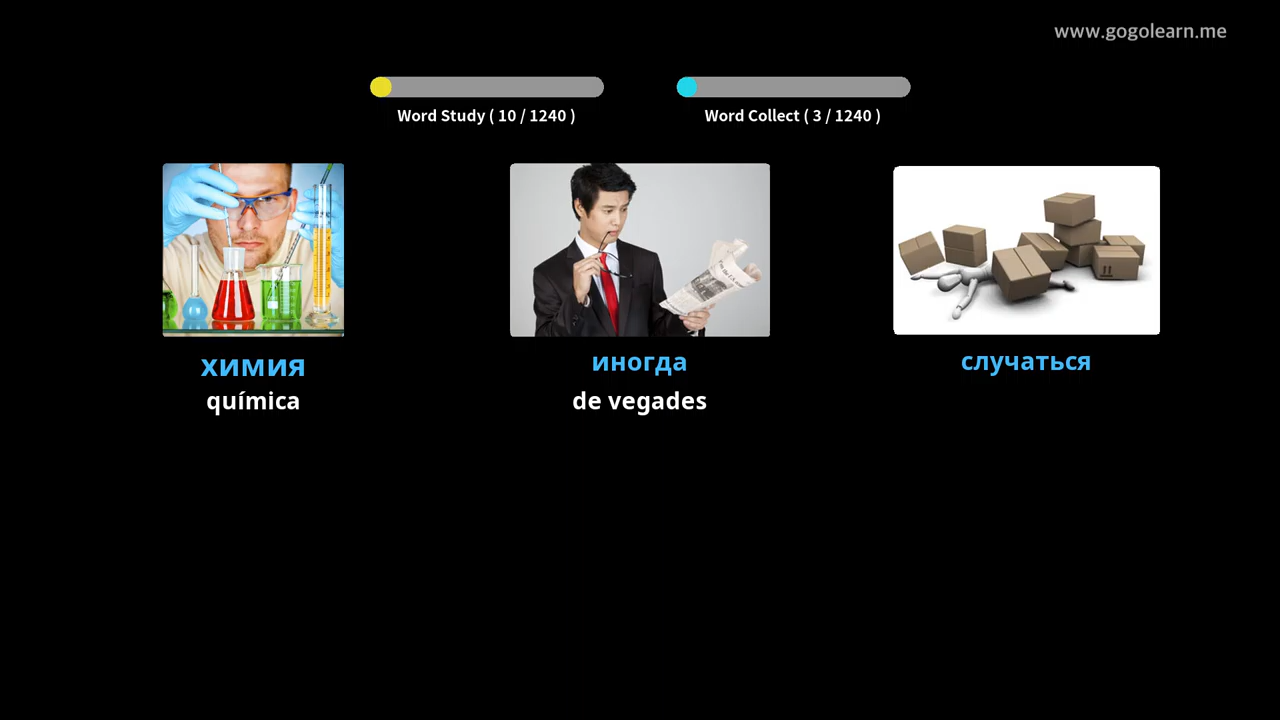 www.gogolearn.me
Word Study ( 10 / 1240 )
Word Collect ( 3 / 1240 )
химия
иногда
случаться
química
de vegades